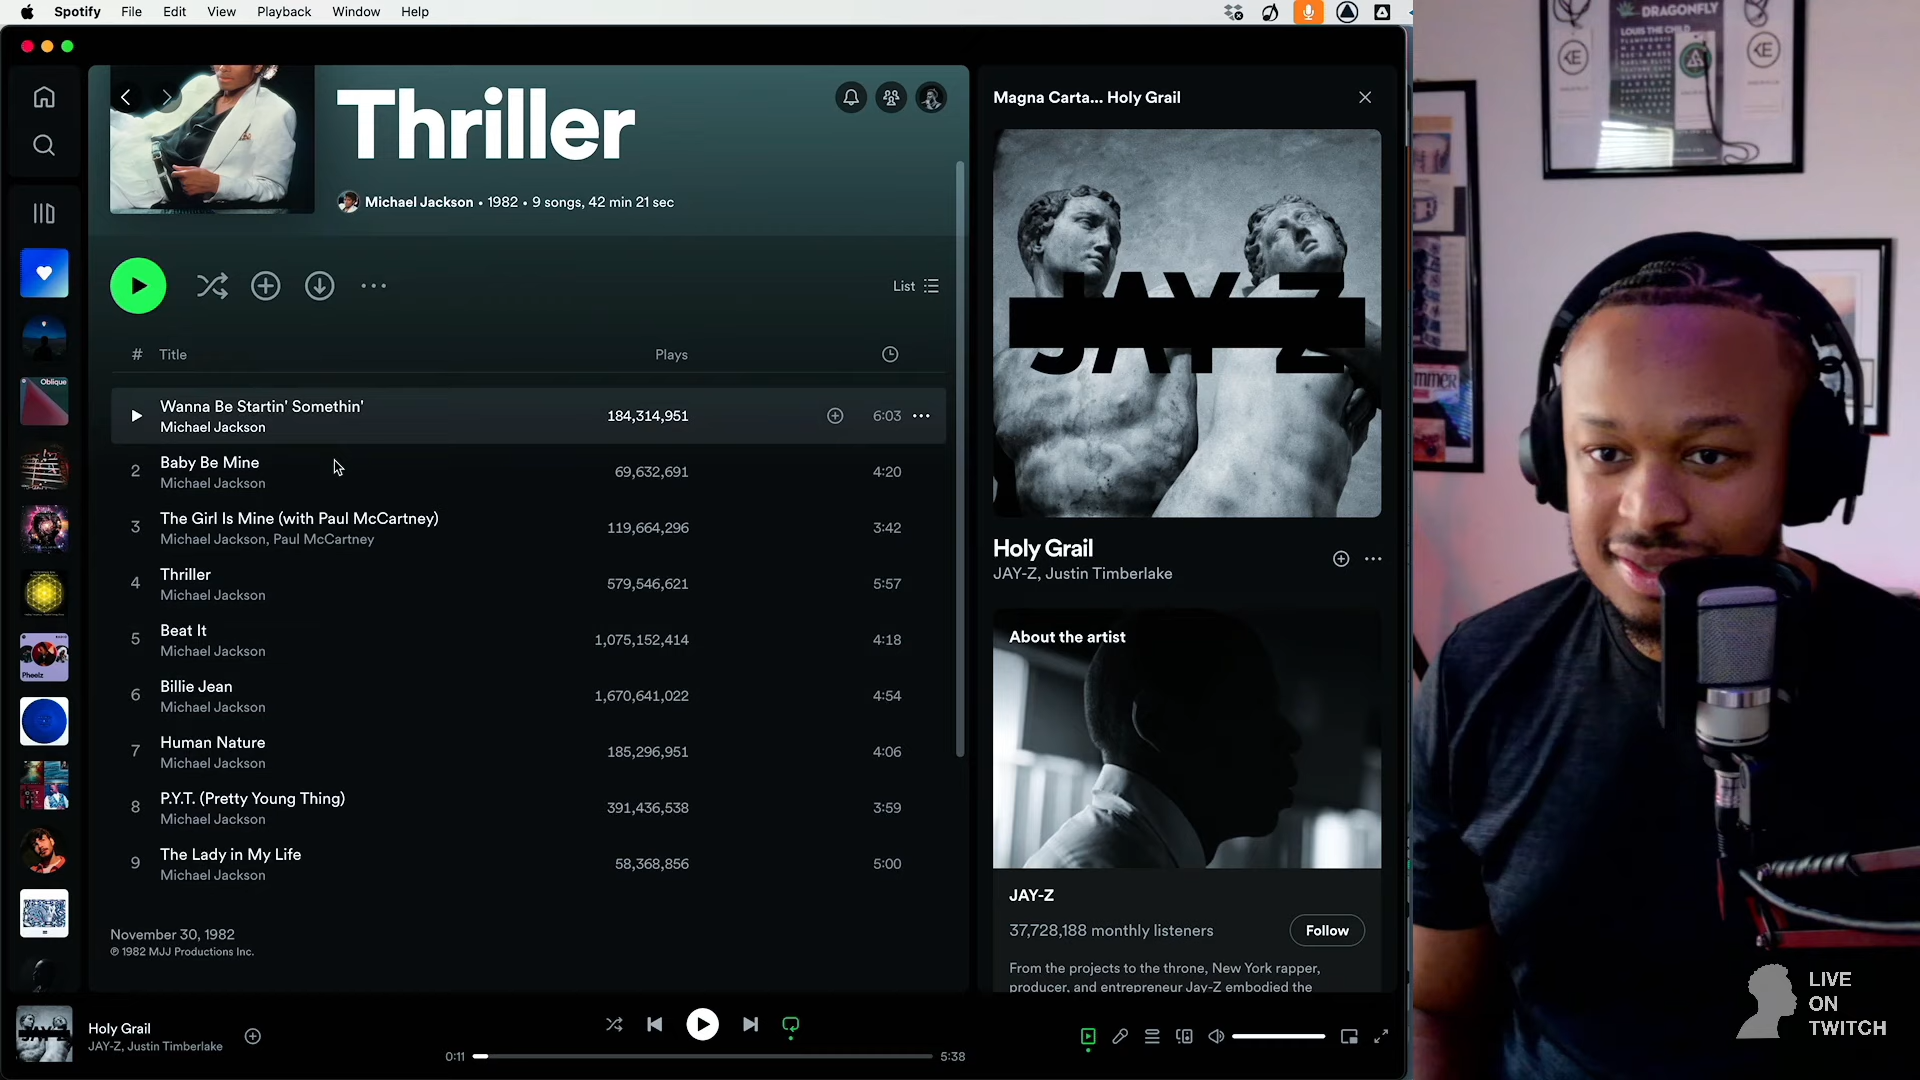 Spotify File Edit View Playback Window Help
Thriller
Michael Jackson • 1982 • 9 songs, 42 min 21 sec
List
# Title Plays
Wanna Be Startin' Somethin'
Michael Jackson
184,314,951 6:03
2 Baby Be Mine
Michael Jackson
69,632,691 4:20
3 The Girl Is Mine (with Paul McCartney)
Michael Jackson, Paul McCartney
119,664,296 3:42
4 Thriller
Michael Jackson
579,546,621 5:57
5 Beat It
Michael Jackson
1,075,152,414 4:18
6 Billie Jean
Michael Jackson
1,670,641,022 4:54
7 Human Nature
Michael Jackson
185,296,951 4:06
8 P.Y.T. (Pretty Young Thing)
Michael Jackson
391,436,538 3:59
9 The Lady in My Life
Michael Jackson
58,368,856 5:00
November 30, 1982
℗ 1982 MJJ Productions Inc.
Oblique
Pheelz
Magna Carta... Holy Grail
JAY-Z
Holy Grail
JAY-Z, Justin Timberlake
About the artist
JAY-Z
37,728,188 monthly listeners
Follow
From the projects to the throne, New York rapper,
producer, and entrepreneur Jay-Z embodied the
Holy Grail
JAY-Z, Justin Timberlake
0:11 5:38
DRAGONFLY
LOUIS THE CHILD
LIVE
ON
TWITCH